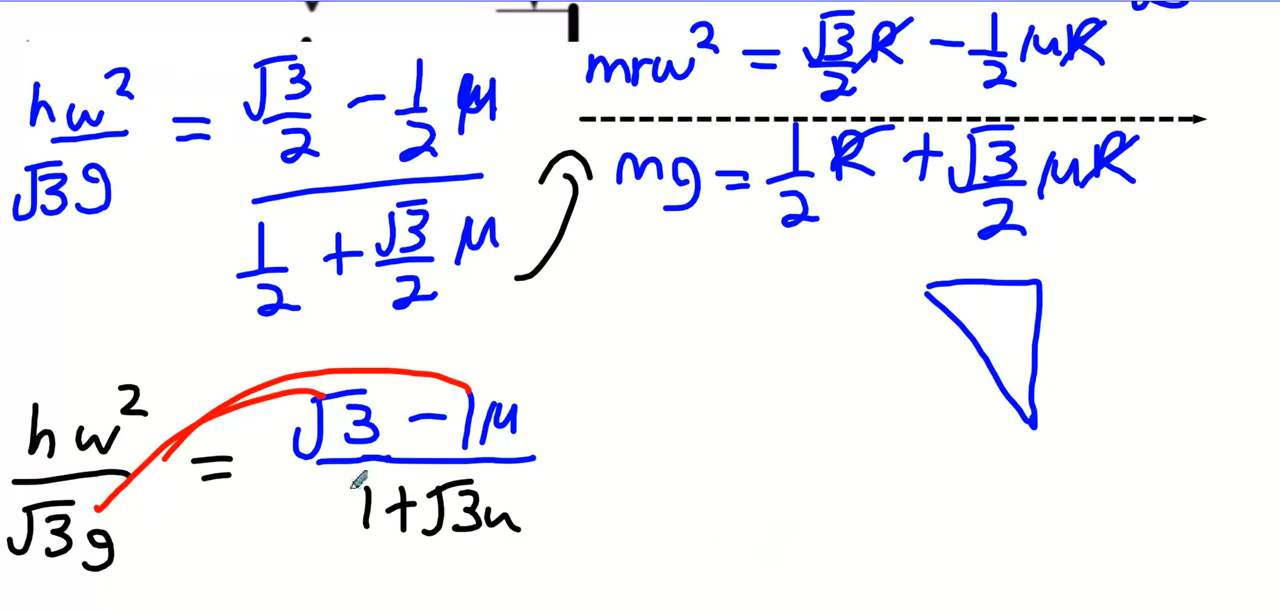 mrw² = √3/2 R - 1/2 μR
hw²/√3g = (√3/2 - 1/2 μ)/(1/2 + √3/2 μ)
mg = 1/2 R + √3/2 μR
hw²/√3g = (√3 - 1μ)/(1 + √3u)